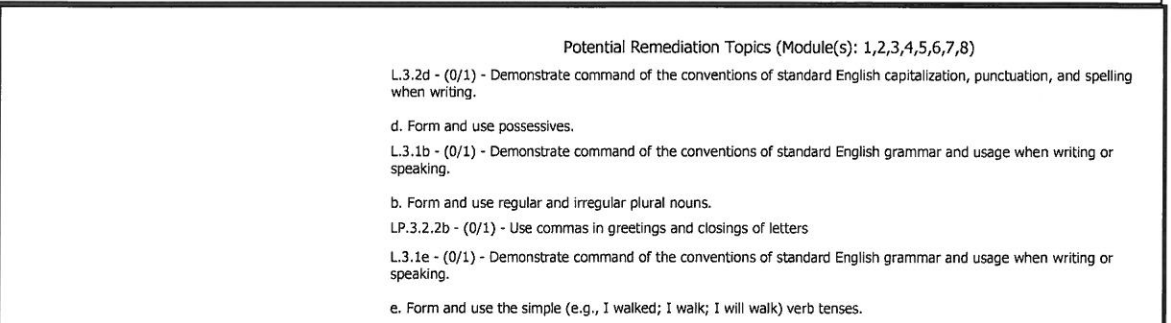 Potential Remediation Topics (Module(s): 1,2,3,4,5,6,7,8)
L.3.2d - (0/1) - Demonstrate command of the conventions of standard English capitalization, punctuation, and spelling
when writing.
d. Form and use possessives.
L.3.1b - (0/1) - Demonstrate command of the conventions of standard English grammar and usage when writing or
speaking.
b. Form and use regular and irregular plural nouns.
LP.3.2.2b - (0/1) - Use commas in greetings and closings of letters
L.3.1e - (0/1) - Demonstrate command of the conventions of standard English grammar and usage when writing or
speaking.
e. Form and use the simple (e.g., I walked; I walk; I will walk) verb tenses.